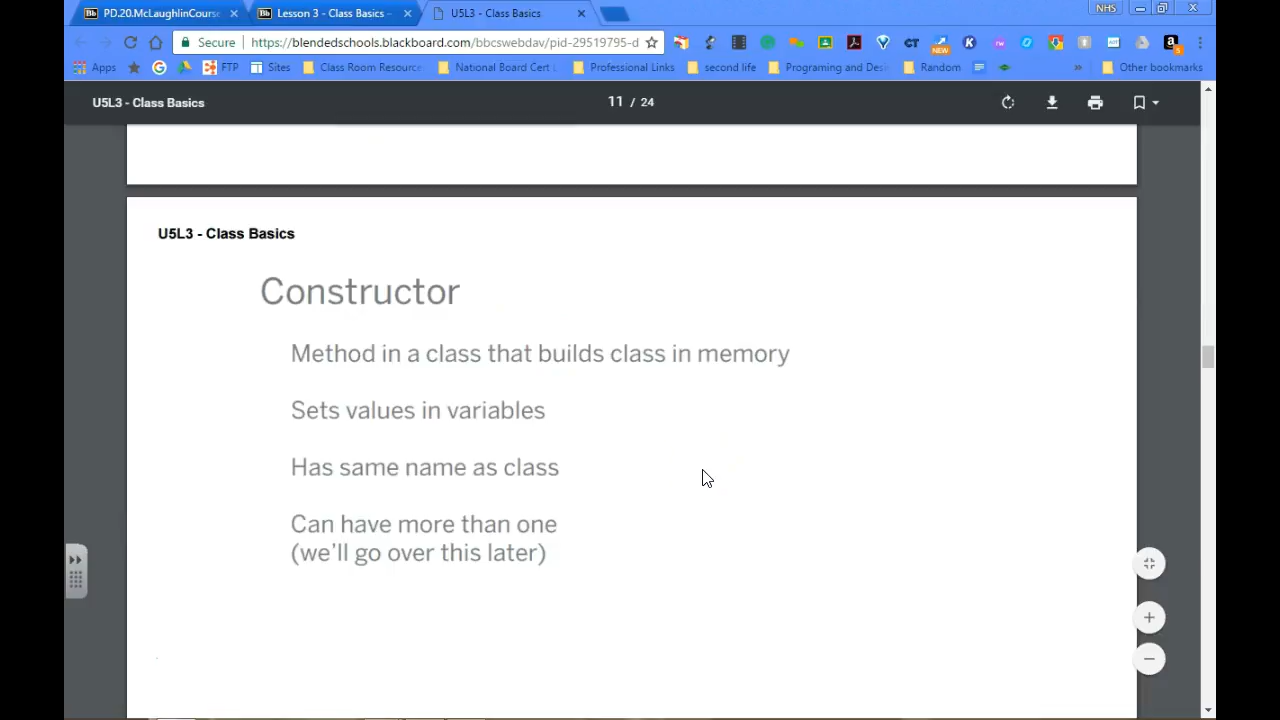 PD.20.McLaughlinCourse
Lesson 3 - Class Basics –
U5L3 - Class Basics
NHS
Secure
https://blendedschools.blackboard.com/bbcswebdav/pid-29519795-d
CT
NEW
K
Apps
FTP
Sites
Class Room Resource
National Board Cert L
Professional Links
second life
Programing and Des
Random
»
Other bookmarks
U5L3 - Class Basics
11 / 24
U5L3 - Class Basics
Constructor
Method in a class that builds class in memory
Sets values in variables
Has same name as class
Can have more than one
(we'll go over this later)